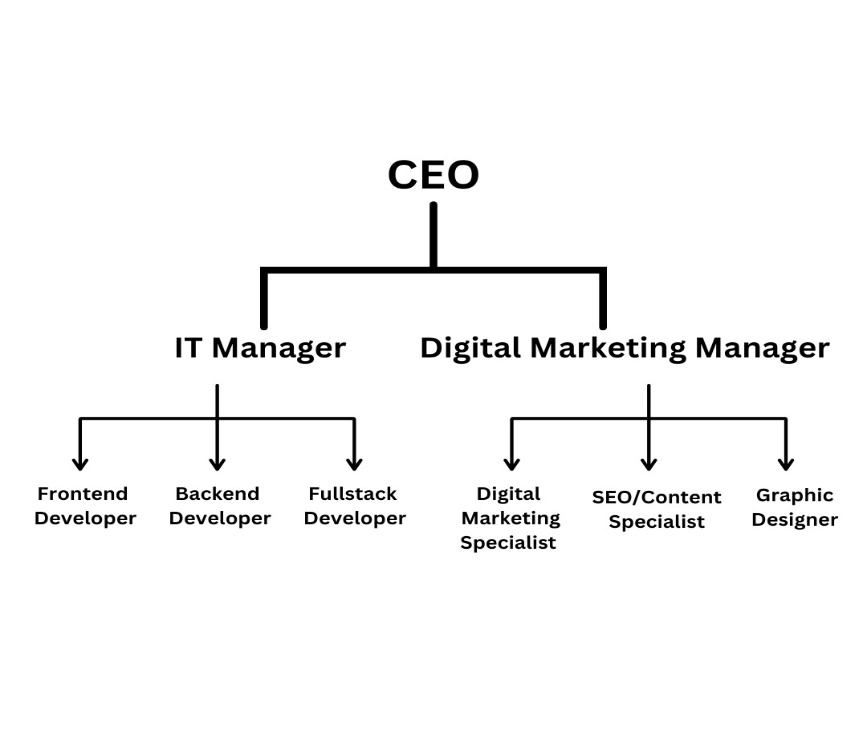 CEO
IT Manager
Digital Marketing Manager
Frontend
Developer
Backend
Developer
Fullstack
Developer
Digital
Marketing
Specialist
SEO/Content
Specialist
Graphic
Designer